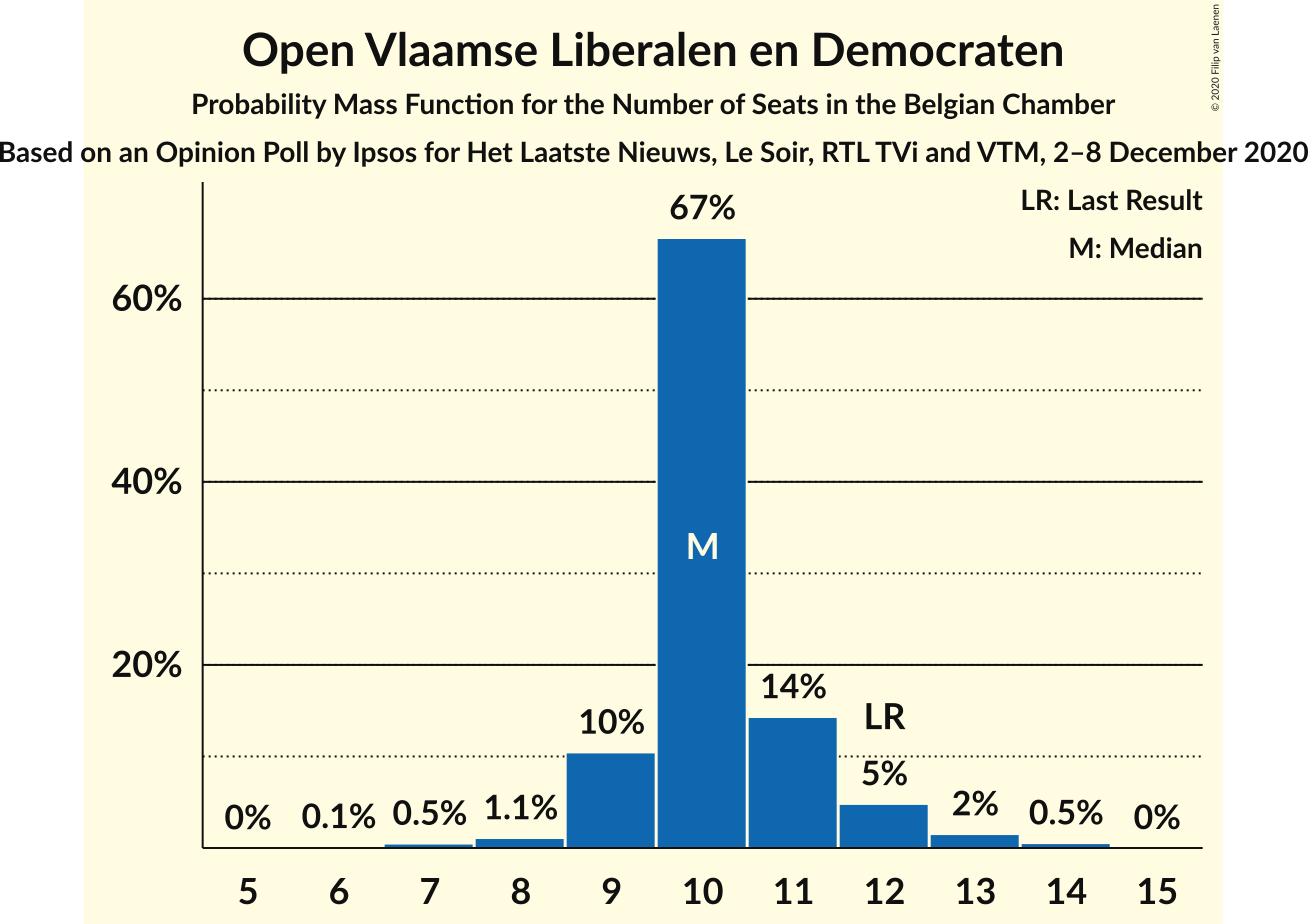 Open Vlaamse Liberalen en Democraten
Probability Mass Function for the Number of Seats in the Belgian Chamber
Based on an Opinion Poll by Ipsos for Het Laatste Nieuws, Le Soir, RTL TVi and VTM, 2–8 December 2020
© 2020 Filip van Laenen
LR: Last Result
M: Median
67%
60%
40%
M
20%
14%
LR
10%
5%
2%
0% 0.1% 0.5% 1.1% 0.5% 0%
5 6 7 8 9 10 11 12 13 14 15